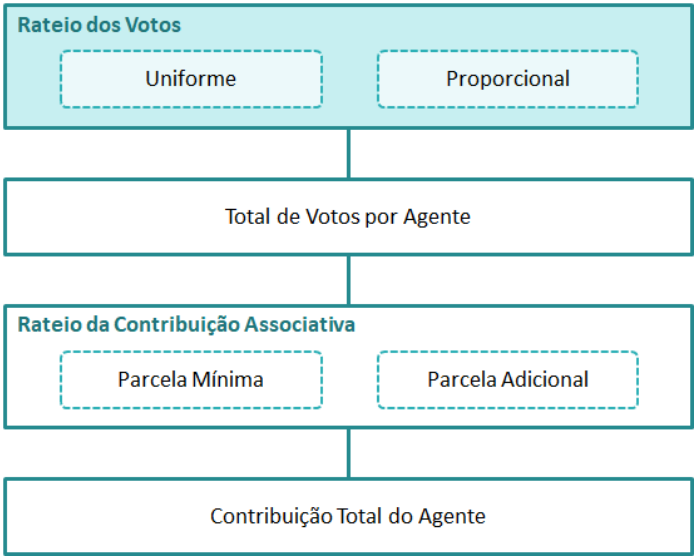 Rateio dos Votos
Uniforme
Proporcional
Total de Votos por Agente
Rateio da Contribuição Associativa
Parcela Mínima
Parcela Adicional
Contribuição Total do Agente